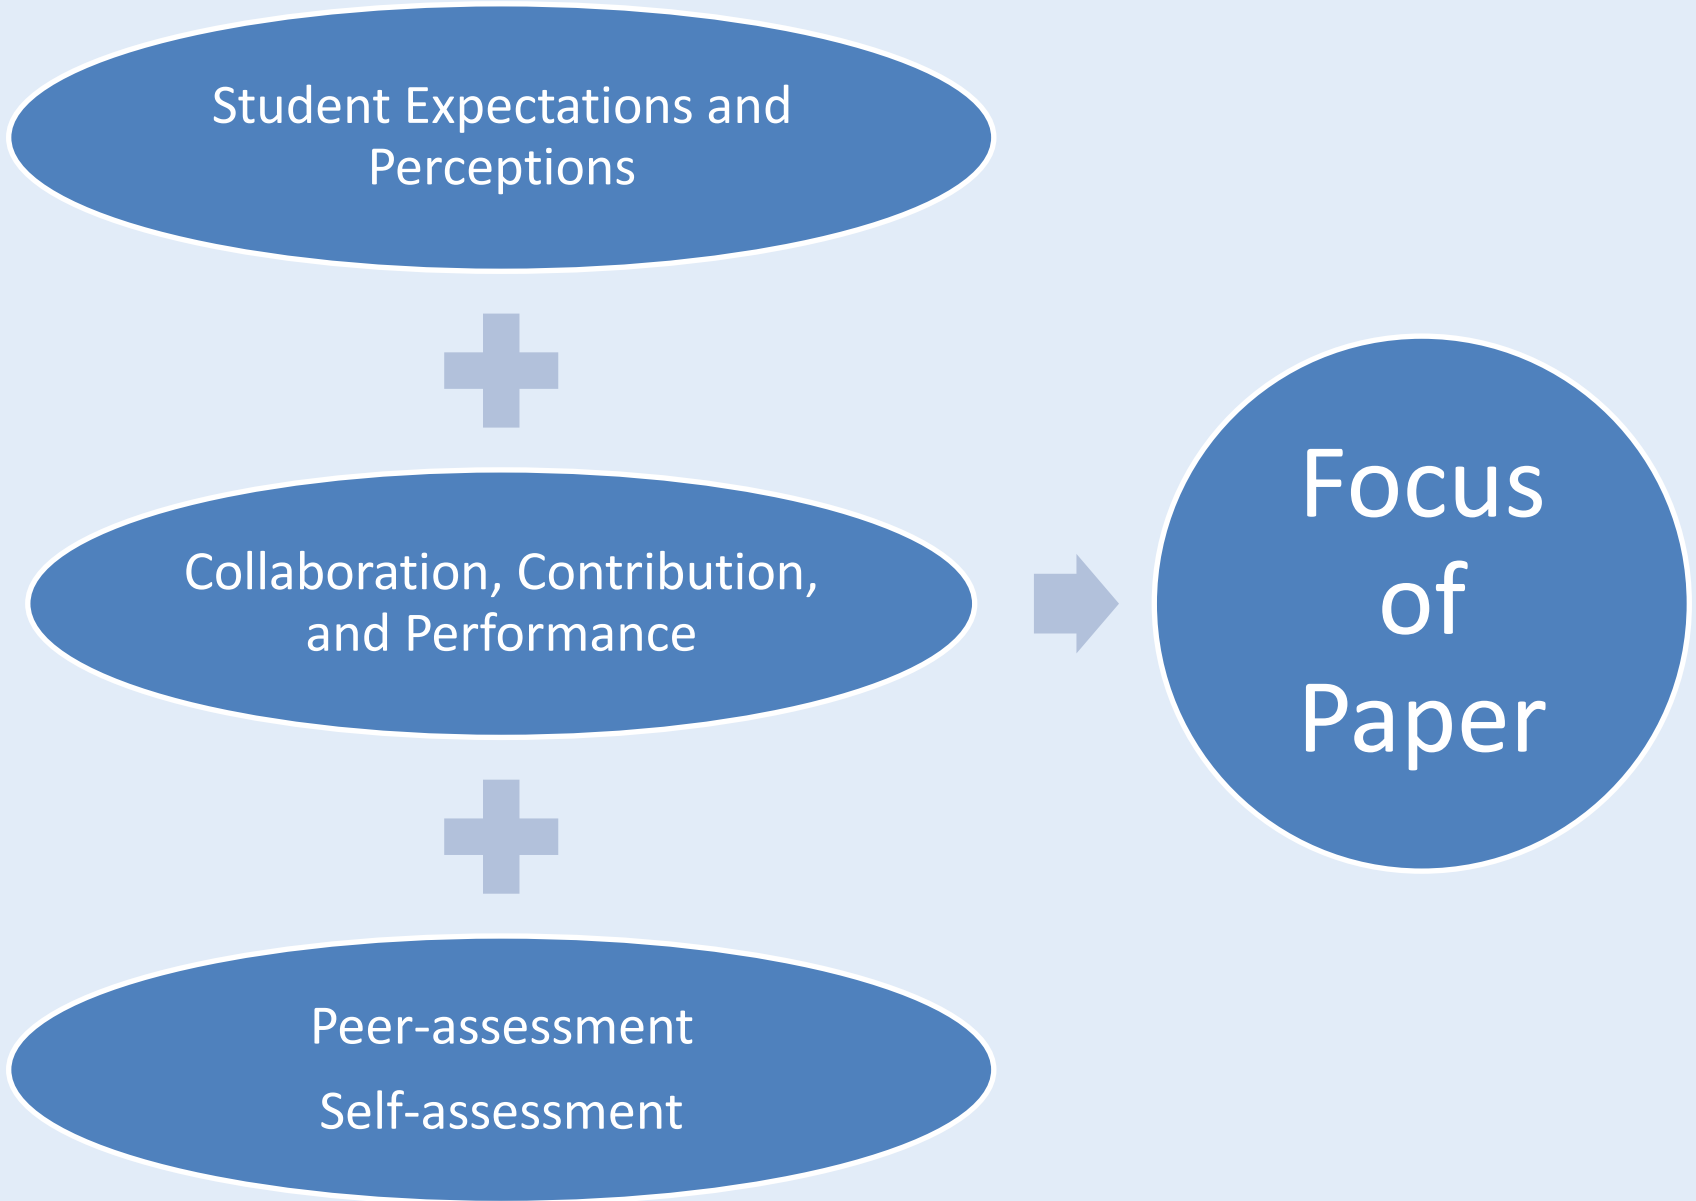 Student Expectations and
Perceptions
Collaboration, Contribution,
and Performance
Peer-assessment
Self-assessment
Focus
of
Paper